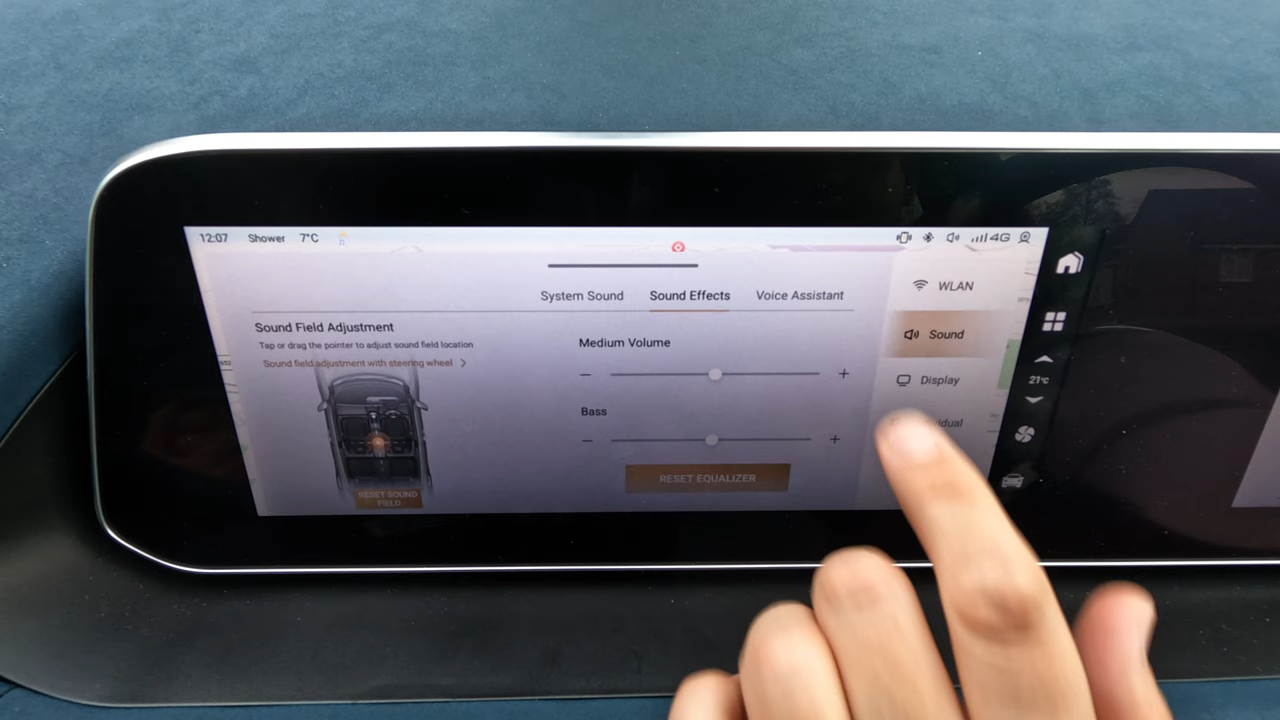 12:07 Shower 7°C 4G
System Sound Sound Effects Voice Assistant
Sound Field Adjustment
Tap or drag the pointer to adjust sound field location
Sound field adjustment with steering wheel >
RESET SOUND
FIELD
Medium Volume
− +
Bass
− +
RESET EQUALIZER
WLAN
Sound
Display
21°C